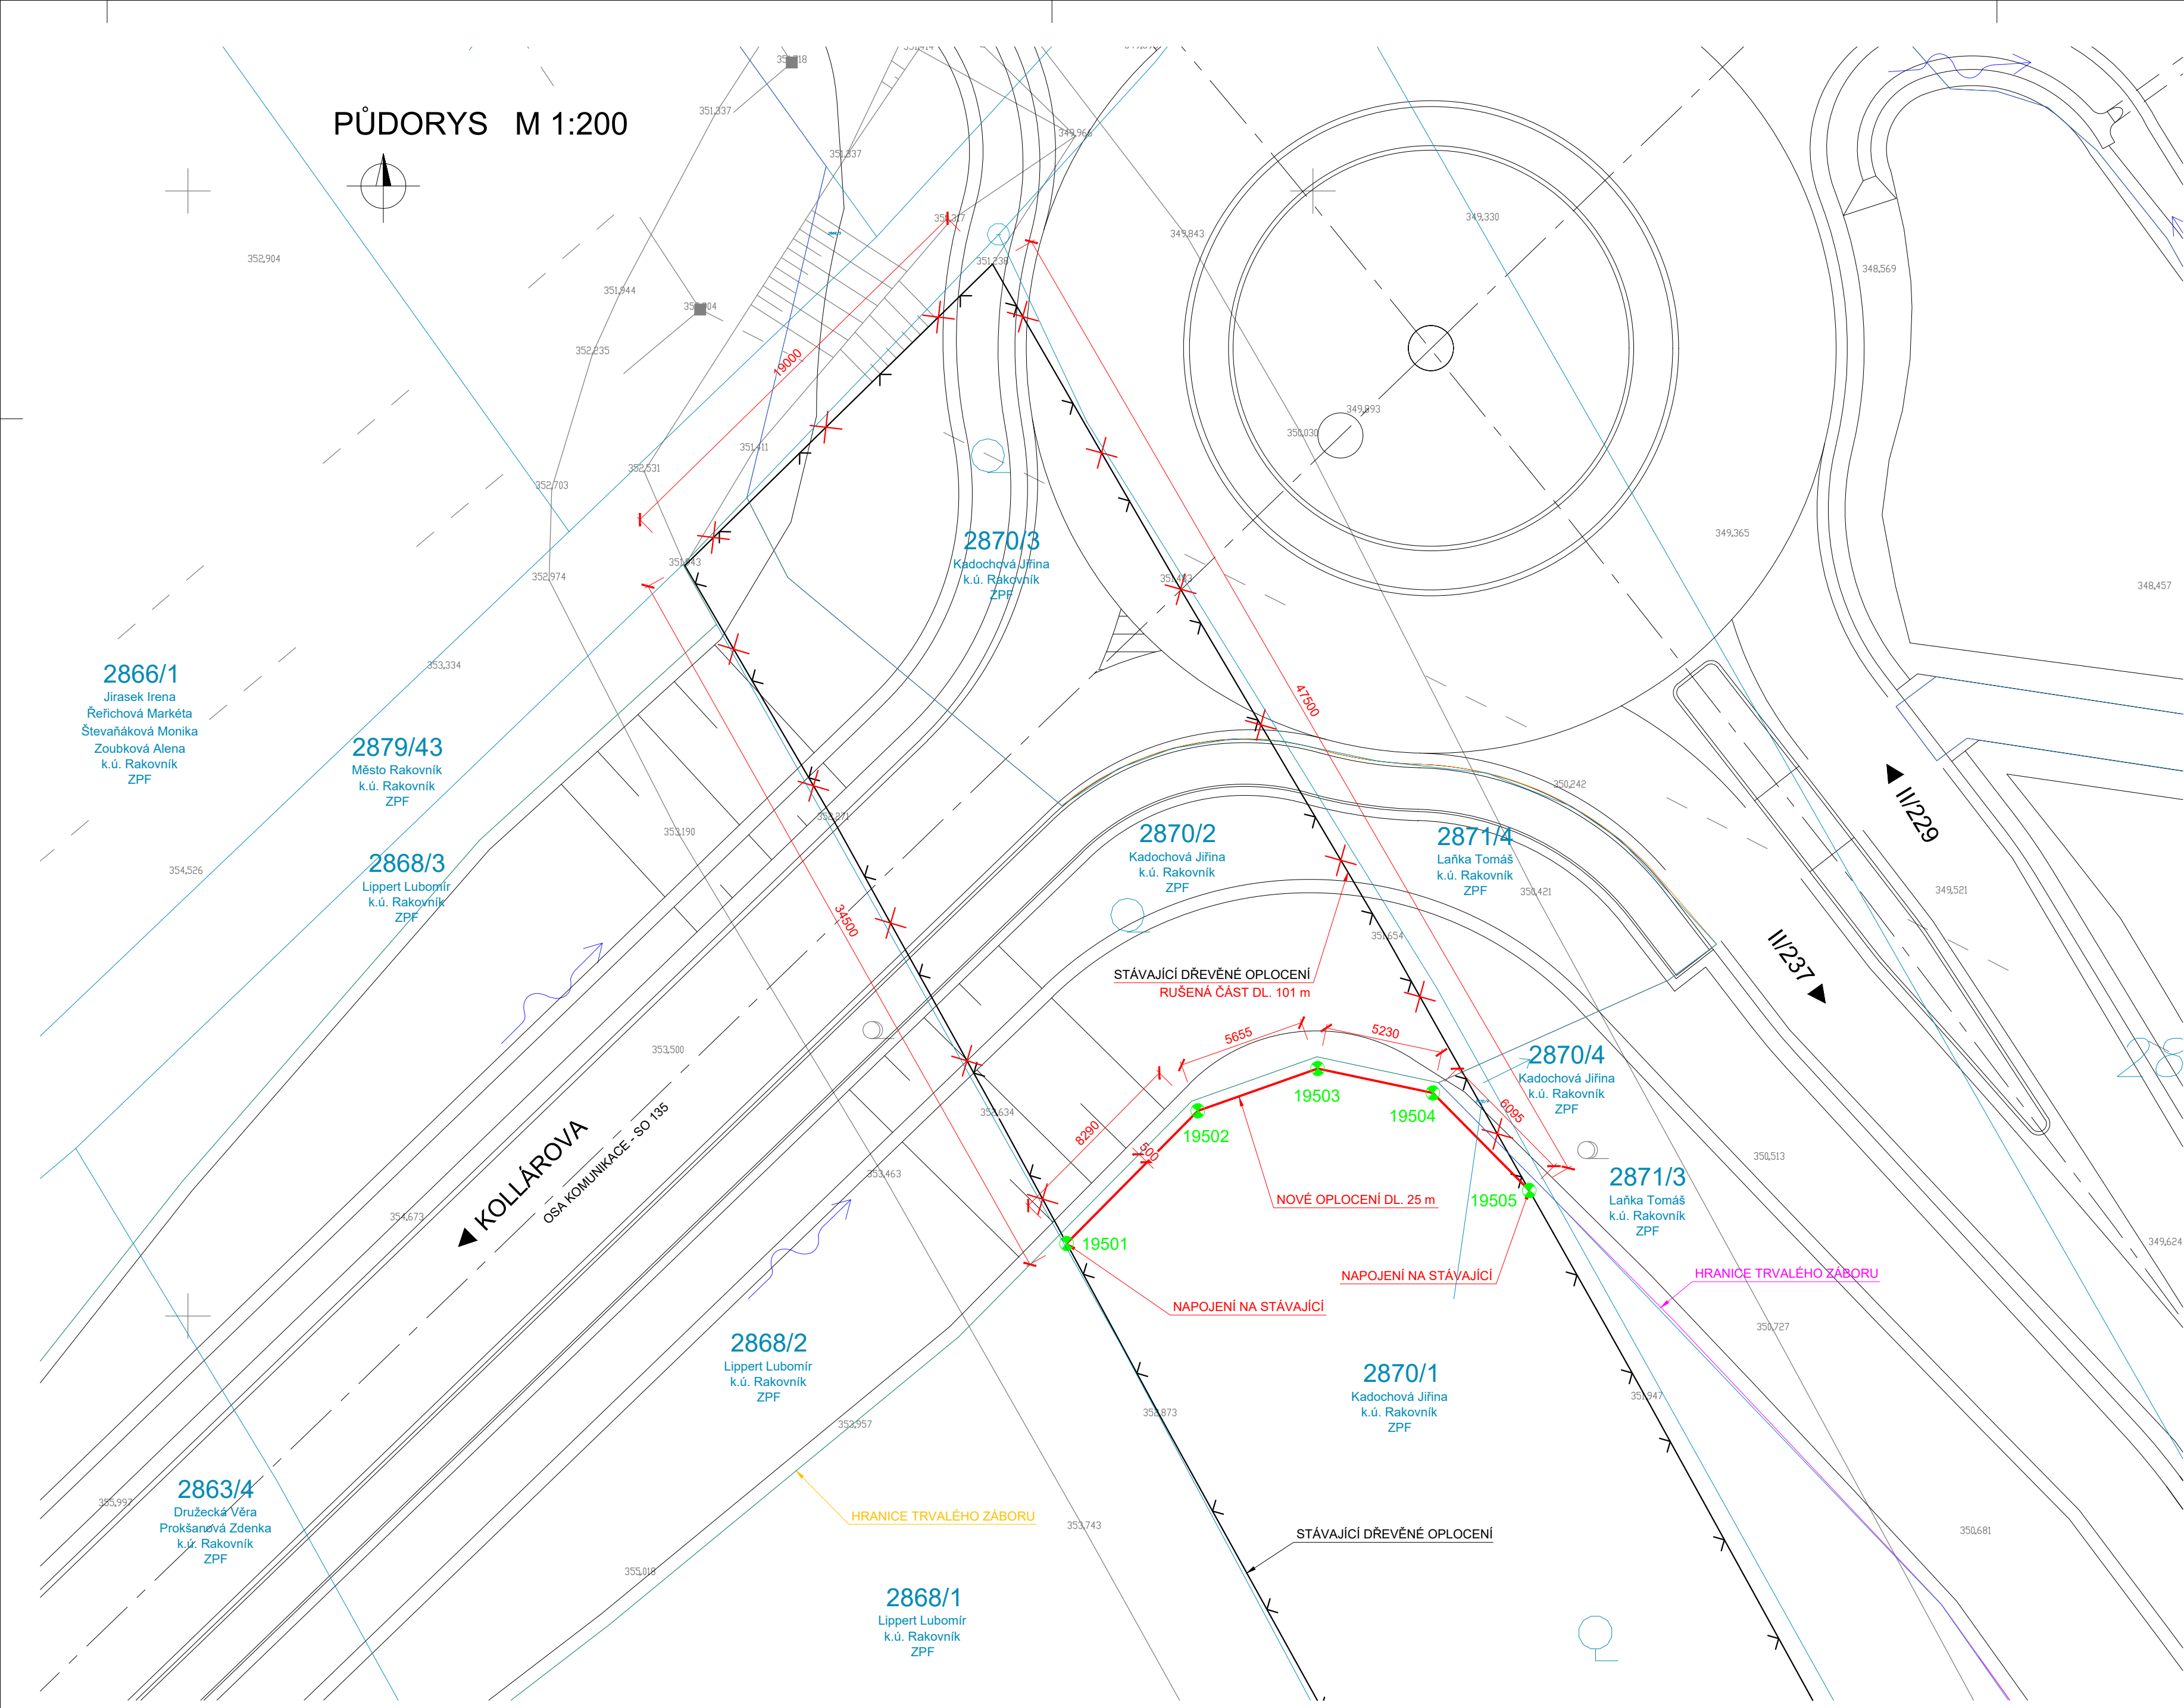 PŮDORYS M 1:200
351,337
351,337
349,966
349,843
349,330
348,569
352,904
351,238
351,944
352,235
19000
349,893
350,030
351,411
352,531
352,703
349,365
2870/3
Kadochová Jiřina
k.ú. Rakovník
ZPF
352,974
348,457
2866/1
Jirasek Irena
Řeřichová Markéta
Števaňáková Monika
Zoubková Alena
k.ú. Rakovník
ZPF
353,334
47500
2879/43
Město Rakovník
k.ú. Rakovník
ZPF
350,242
II/229
353,190
2870/2
Kadochová Jiřina
k.ú. Rakovník
ZPF
2871/4
Laňka Tomáš
k.ú. Rakovník
ZPF
354,526
2868/3
Lippert Lubomír
k.ú. Rakovník
ZPF
350,421
349,521
34500
351,654
II/237
STÁVAJÍCÍ DŘEVĚNÉ OPLOCENÍ
RUŠENÁ ČÁST DL. 101 m
5655
5230
353,500
2870/4
Kadochová Jiřina
k.ú. Rakovník
ZPF
19503
19504
6095
352,634
8290
500
19502
KOLLÁROVA
OSA KOMUNIKACE - SO 135
353,463
350,513
2871/3
Laňka Tomáš
k.ú. Rakovník
ZPF
NOVÉ OPLOCENÍ DL. 25 m
19505
354,673
19501
349,624
NAPOJENÍ NA STÁVAJÍCÍ
HRANICE TRVALÉHO ZÁBORU
NAPOJENÍ NA STÁVAJÍCÍ
350,727
2868/2
Lippert Lubomír
k.ú. Rakovník
ZPF
2870/1
Kadochová Jiřina
k.ú. Rakovník
ZPF
351,947
352,873
353,957
2863/4
Družecká Věra
Prokšanová Zdenka
k.ú. Rakovník
ZPF
355,997
HRANICE TRVALÉHO ZÁBORU
353,743
STÁVAJÍCÍ DŘEVĚNÉ OPLOCENÍ
350,681
355,018
2868/1
Lippert Lubomír
k.ú. Rakovník
ZPF